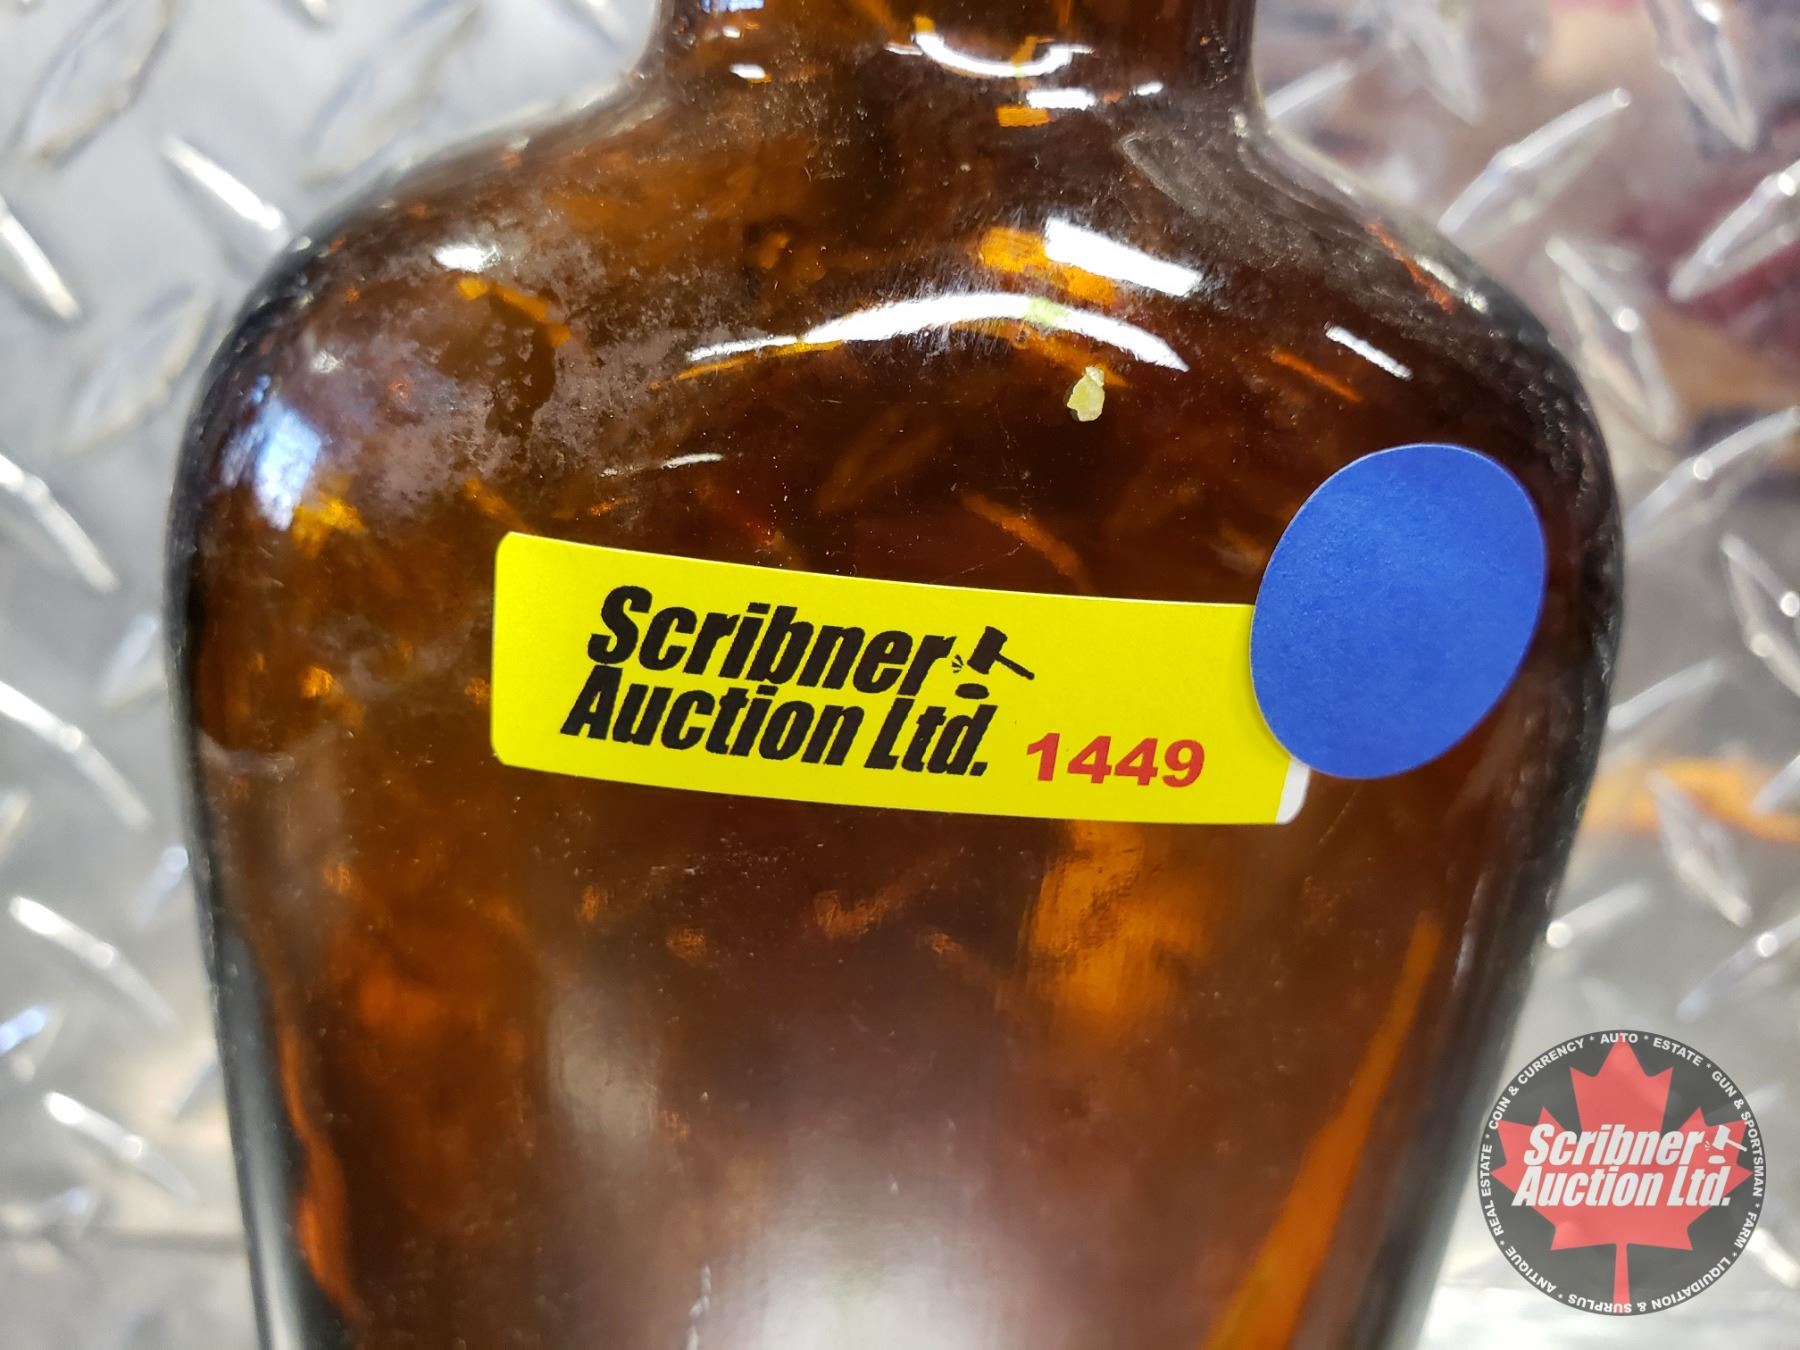 Scribner
Auction Ltd.
1449
COIN & CURRENCY * AUTO * ESTATE * GUN & SPORTSMAN * FARM * LIQUIDATION & SURPLUS * ANTIQUE * REAL ESTATE *
Scribner
Auction Ltd.